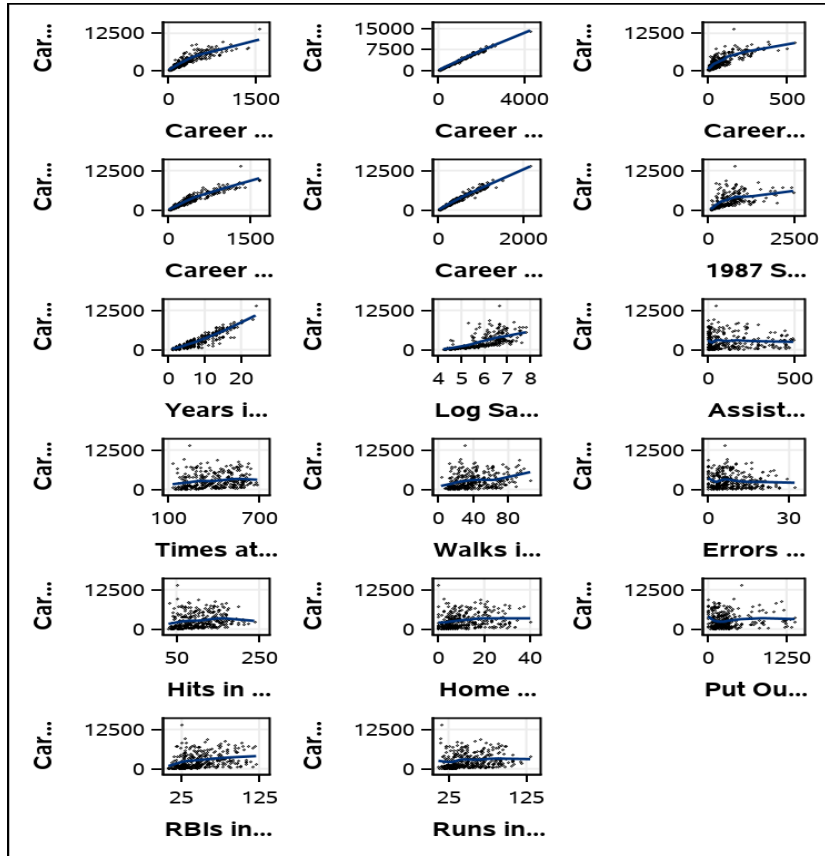 Car... 12500 0 0 1500 Career ...
Car... 15000 7500 0 0 4000 Career ...
Car... 12500 0 0 500 Career...
Car... 12500 0 0 1500 Career ...
Car... 12500 0 0 2000 Career ...
Car... 12500 0 0 2500 1987 S...
Car... 12500 0 0 10 20 Years i...
Car... 12500 0 4 5 6 7 8 Log Sa...
Car... 12500 0 0 500 Assist...
Car... 12500 0 100 700 Times at...
Car... 12500 0 0 40 80 Walks i...
Car... 12500 0 0 30 Errors ...
Car... 12500 0 50 250 Hits in ...
Car... 12500 0 0 20 40 Home ...
Car... 12500 0 0 1250 Put Ou...
Car... 12500 0 25 125 RBIs in...
Car... 12500 0 25 125 Runs in...